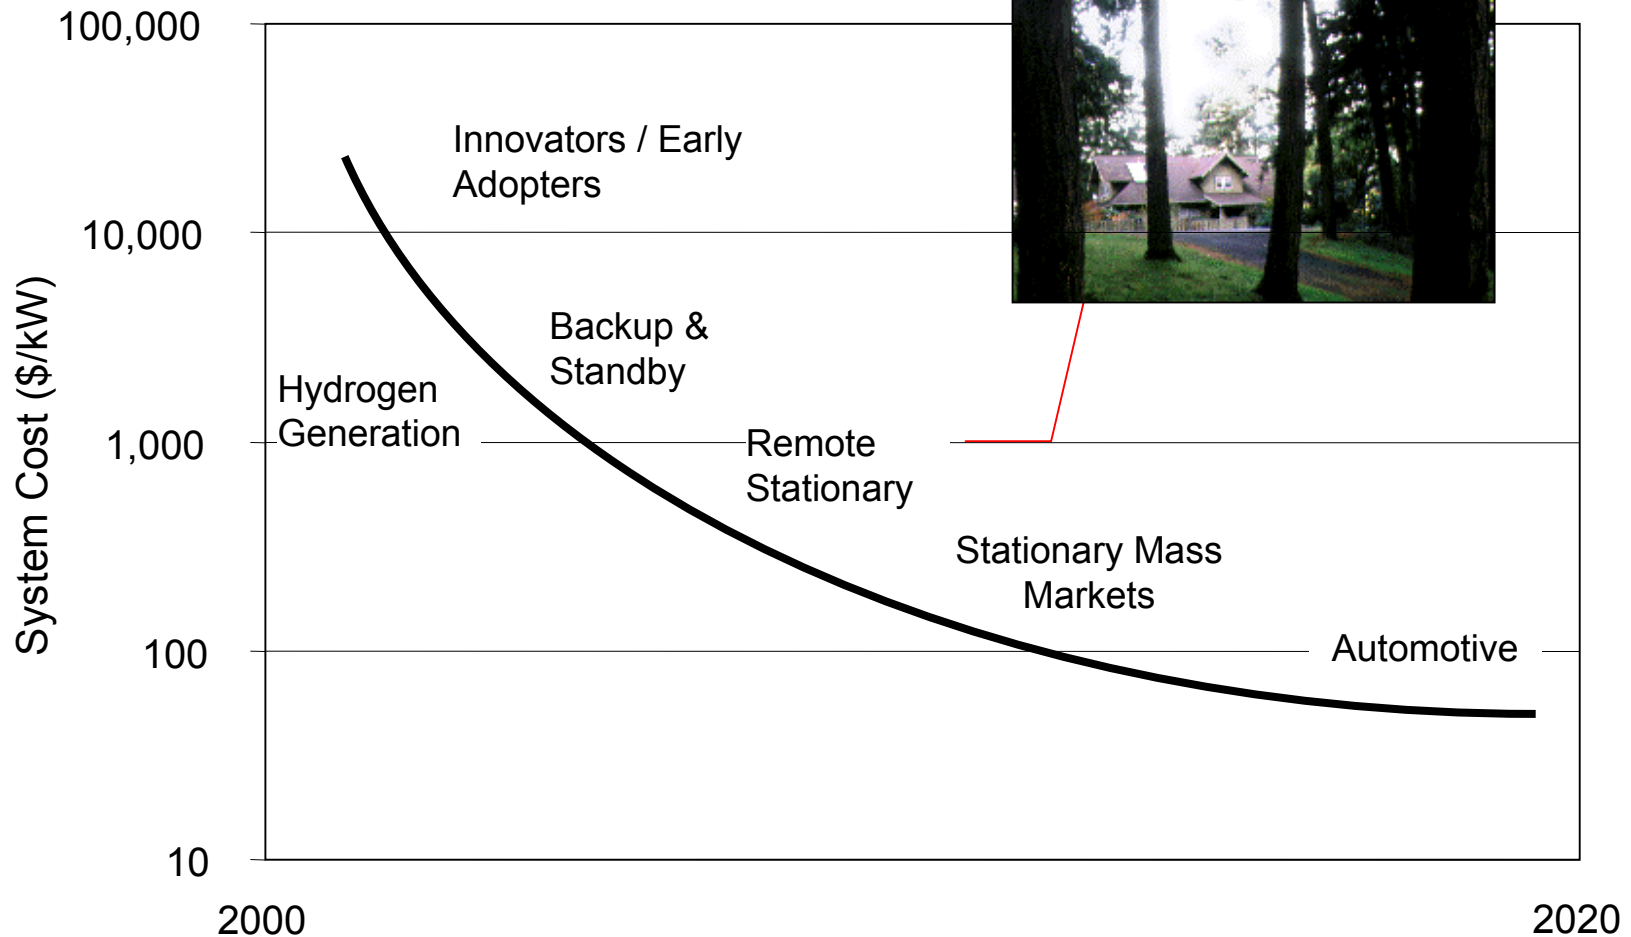 100,000
Innovators / Early
Adopters
10,000
Backup &
Standby
Hydrogen
Generation
1,000
Remote
Stationary
Stationary Mass
Markets
Automotive
100
10
System Cost ($/kW)
2000
2020